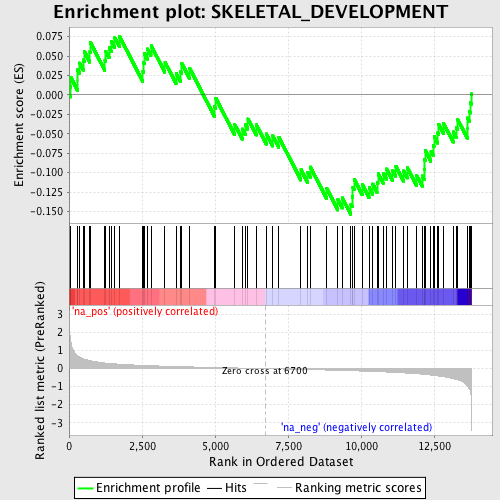 Enrichment plot: SKELETAL_DEVELOPMENT
Enrichment score (ES)
0.075
0.050
0.025
0.000
-0.025
-0.050
-0.075
-0.100
-0.125
-0.150
'na_pos' (positively correlated)
Ranked list metric (PreRanked)
3
2
1
0
-1
-2
-3
Zero cross at 6700
'na_neg' (negatively correlated)
0
2,500
5,000
7,500
10,000
12,500
Rank in Ordered Dataset
Enrichment profile
Hits
Ranking metric scores